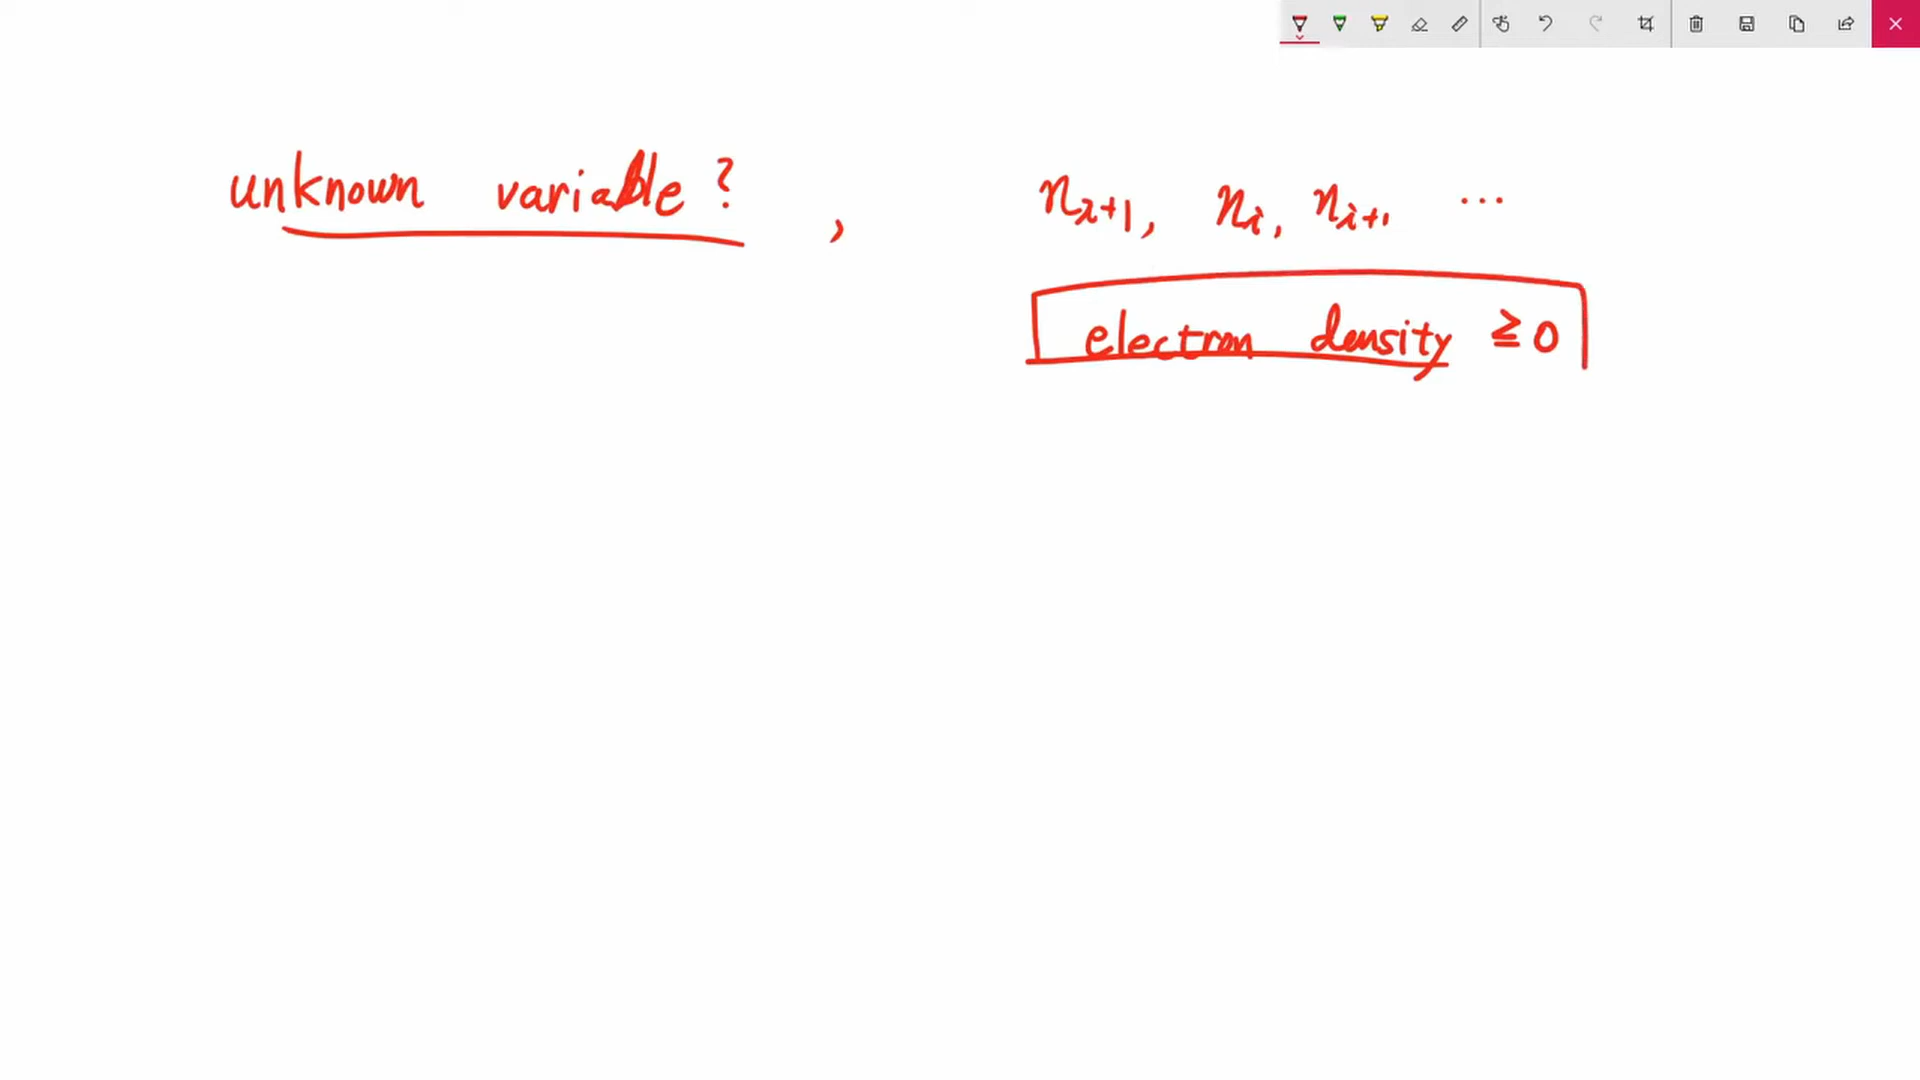 unknown variable ? , n_{i+1}, n_i, n_{i+1} ...
electron density ≧ 0